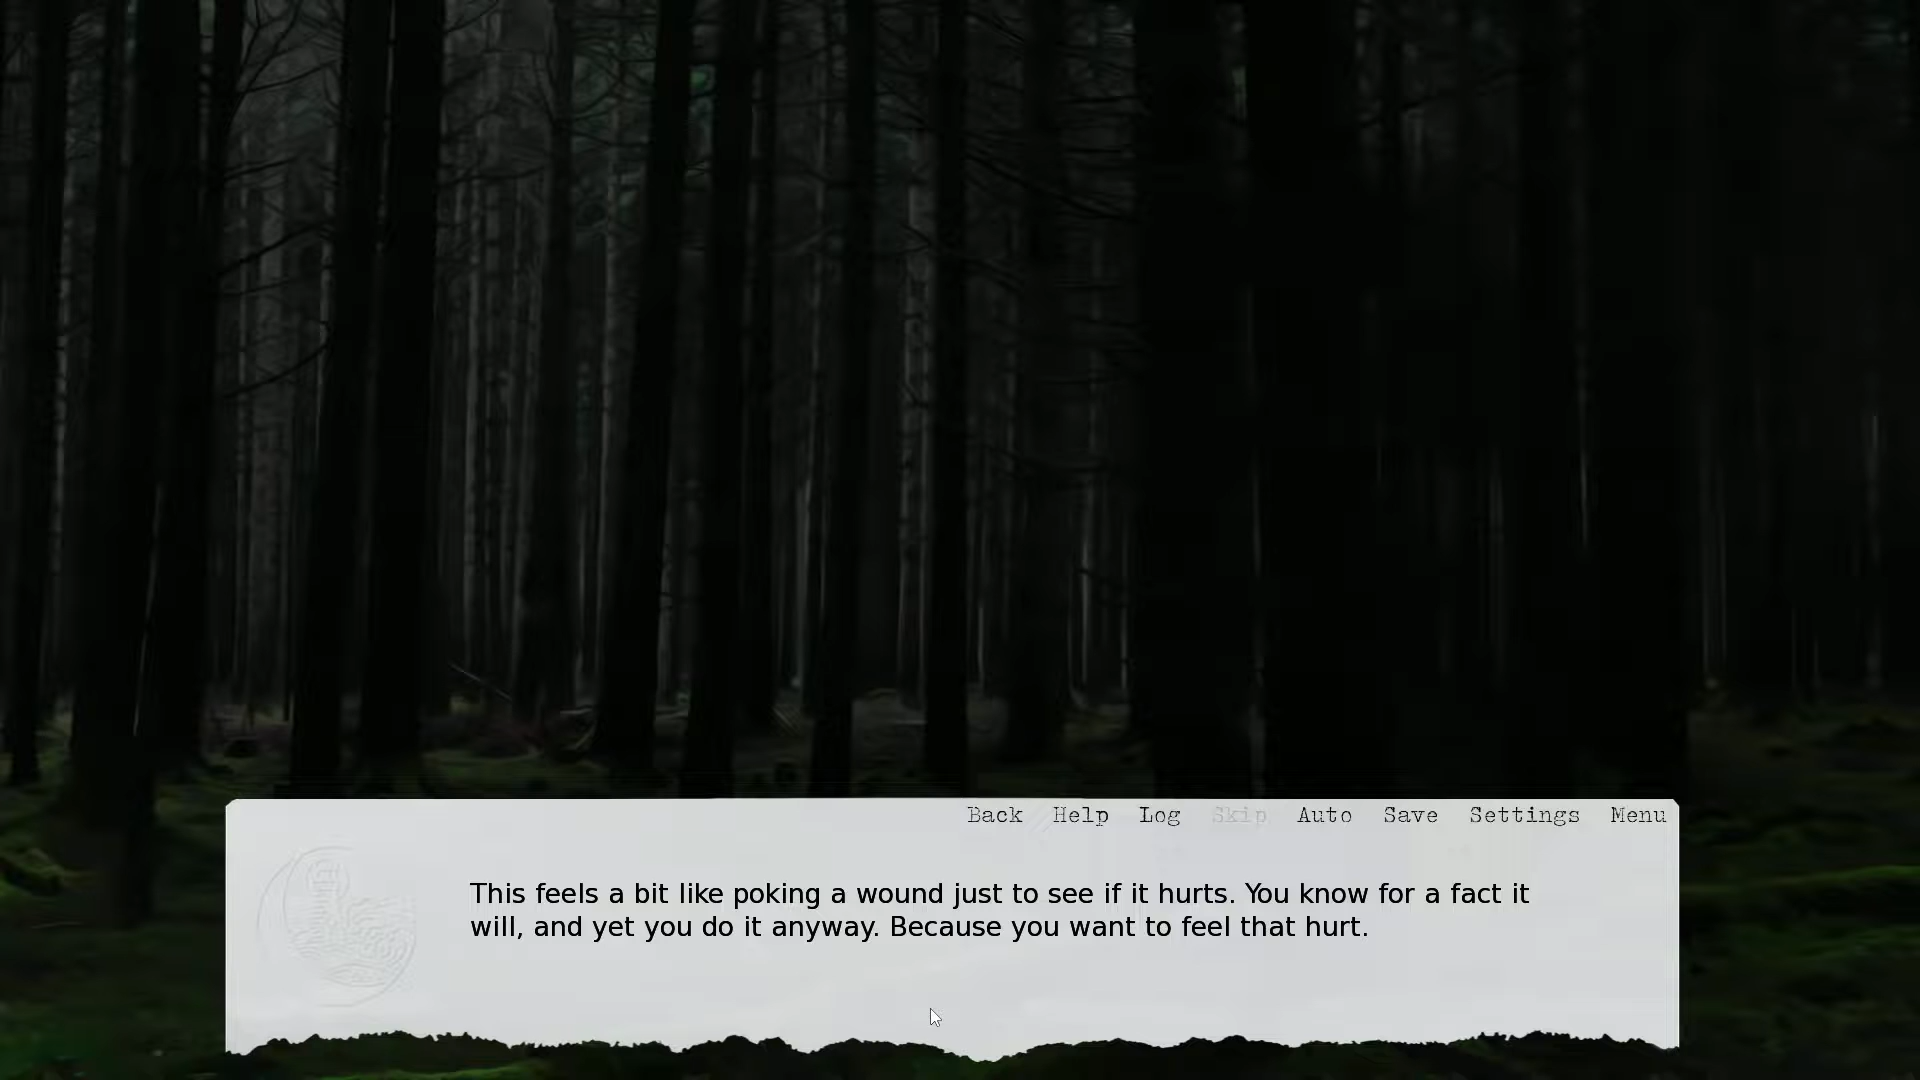 Back Help Log Skip Auto Save Settings Menu
This feels a bit like poking a wound just to see if it hurts. You know for a fact it
will, and yet you do it anyway. Because you want to feel that hurt.